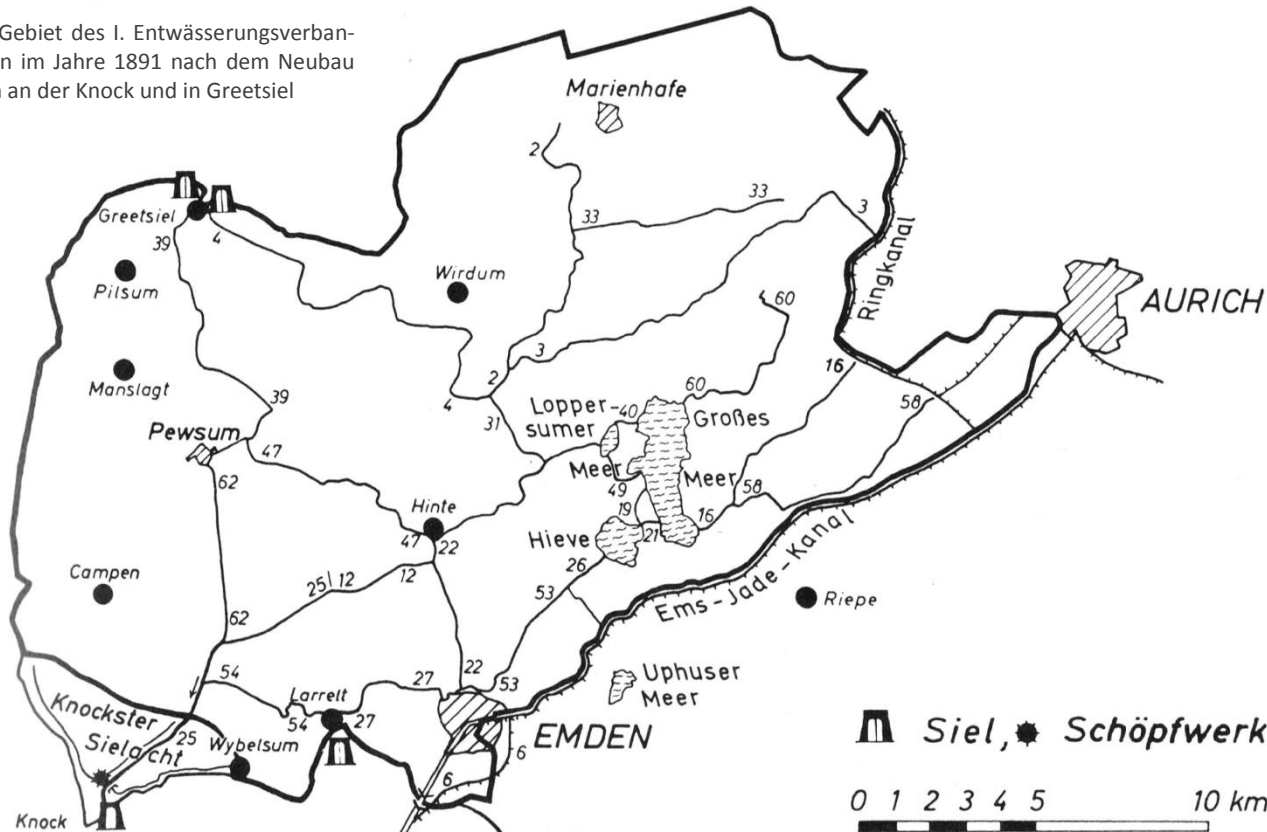 Gebiet des I. Entwässerungsverban-
n im Jahre 1891 nach dem Neubau
an der Knock und in Greetsiel
Marienhafe
2
33
33
3
Ringkanal
Greetsiel
39
4
Pilsum
Wirdum
60
AURICH
Manslagt
3
2
16
39
4
31
Lopper-
sumer
Meer
40
60
Großes
Meer
58
Pewsum
47
62
49
19
21
16
58
Hinte
47
22
Hieve
26
Ems-Jade-Kanal
Campen
25
12
12
53
Riepe
62
54
22
53
27
Larrelt
54
27
Uphuser
Meer
Knockster
Sielacht
25
Wybelsum
EMDEN
6
6
Siel, Schöpfwerk
Knock
0 1 2 3 4 5 10 km